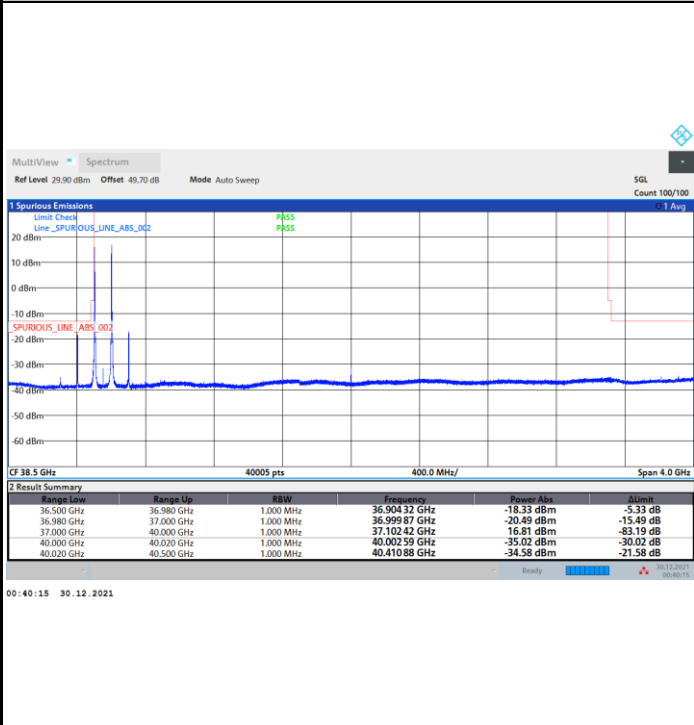 MultiView Spectrum
Ref Level 29.90 dBm Offset 49.70 dB Mode Auto Sweep SGL
Count 100/100
1 Spurious Emissions 1 Avg
Limit Check PASS
Line _SPURIOUS_LINE_ABS_002 PASS
20 dBm
10 dBm
0 dBm
-10 dBm
_SPURIOUS_LINE_ABS_002
-20 dBm
-30 dBm
-40 dBm
-50 dBm
-60 dBm
CF 38.5 GHz 40005 pts 400.0 MHz/ Span 4.0 GHz
2 Result Summary
Range Low Range Up RBW Frequency Power Abs ΔLimit
36.500 GHz 36.980 GHz 1.000 MHz 36.904 32 GHz -18.33 dBm -5.33 dB
36.980 GHz 37.000 GHz 1.000 MHz 36.999 87 GHz -20.49 dBm -15.49 dB
37.000 GHz 40.000 GHz 1.000 MHz 37.102 42 GHz 16.81 dBm -83.19 dB
40.000 GHz 40.020 GHz 1.000 MHz 40.002 59 GHz -35.02 dBm -30.02 dB
40.020 GHz 40.500 GHz 1.000 MHz 40.410 88 GHz -34.58 dBm -21.58 dB
Ready 30.12.2021
00:40:15
00:40:15 30.12.2021